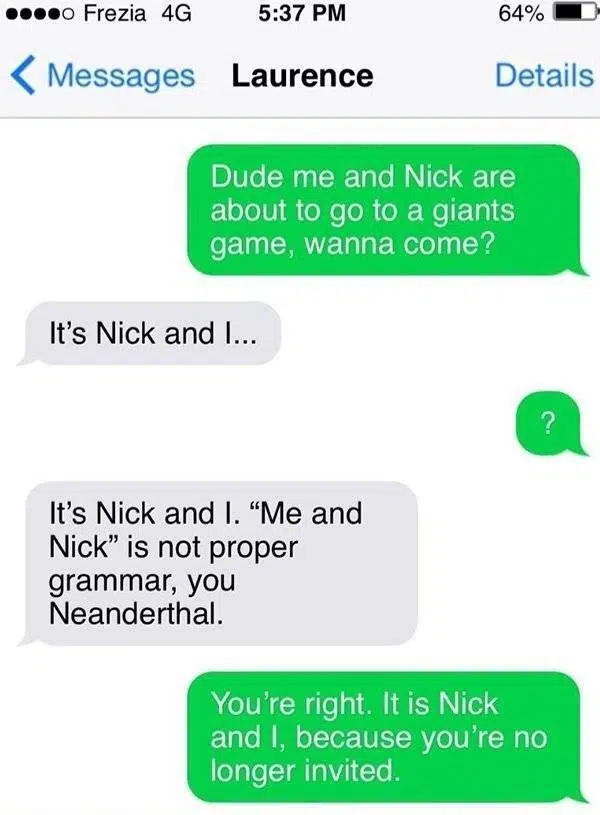 Frezia 4G 5:37 PM 64%
Messages Laurence Details
Dude me and Nick are
about to go to a giants
game, wanna come?
It's Nick and I...
?
It's Nick and I. “Me and
Nick” is not proper
grammar, you
Neanderthal.
You're right. It is Nick
and I, because you're no
longer invited.